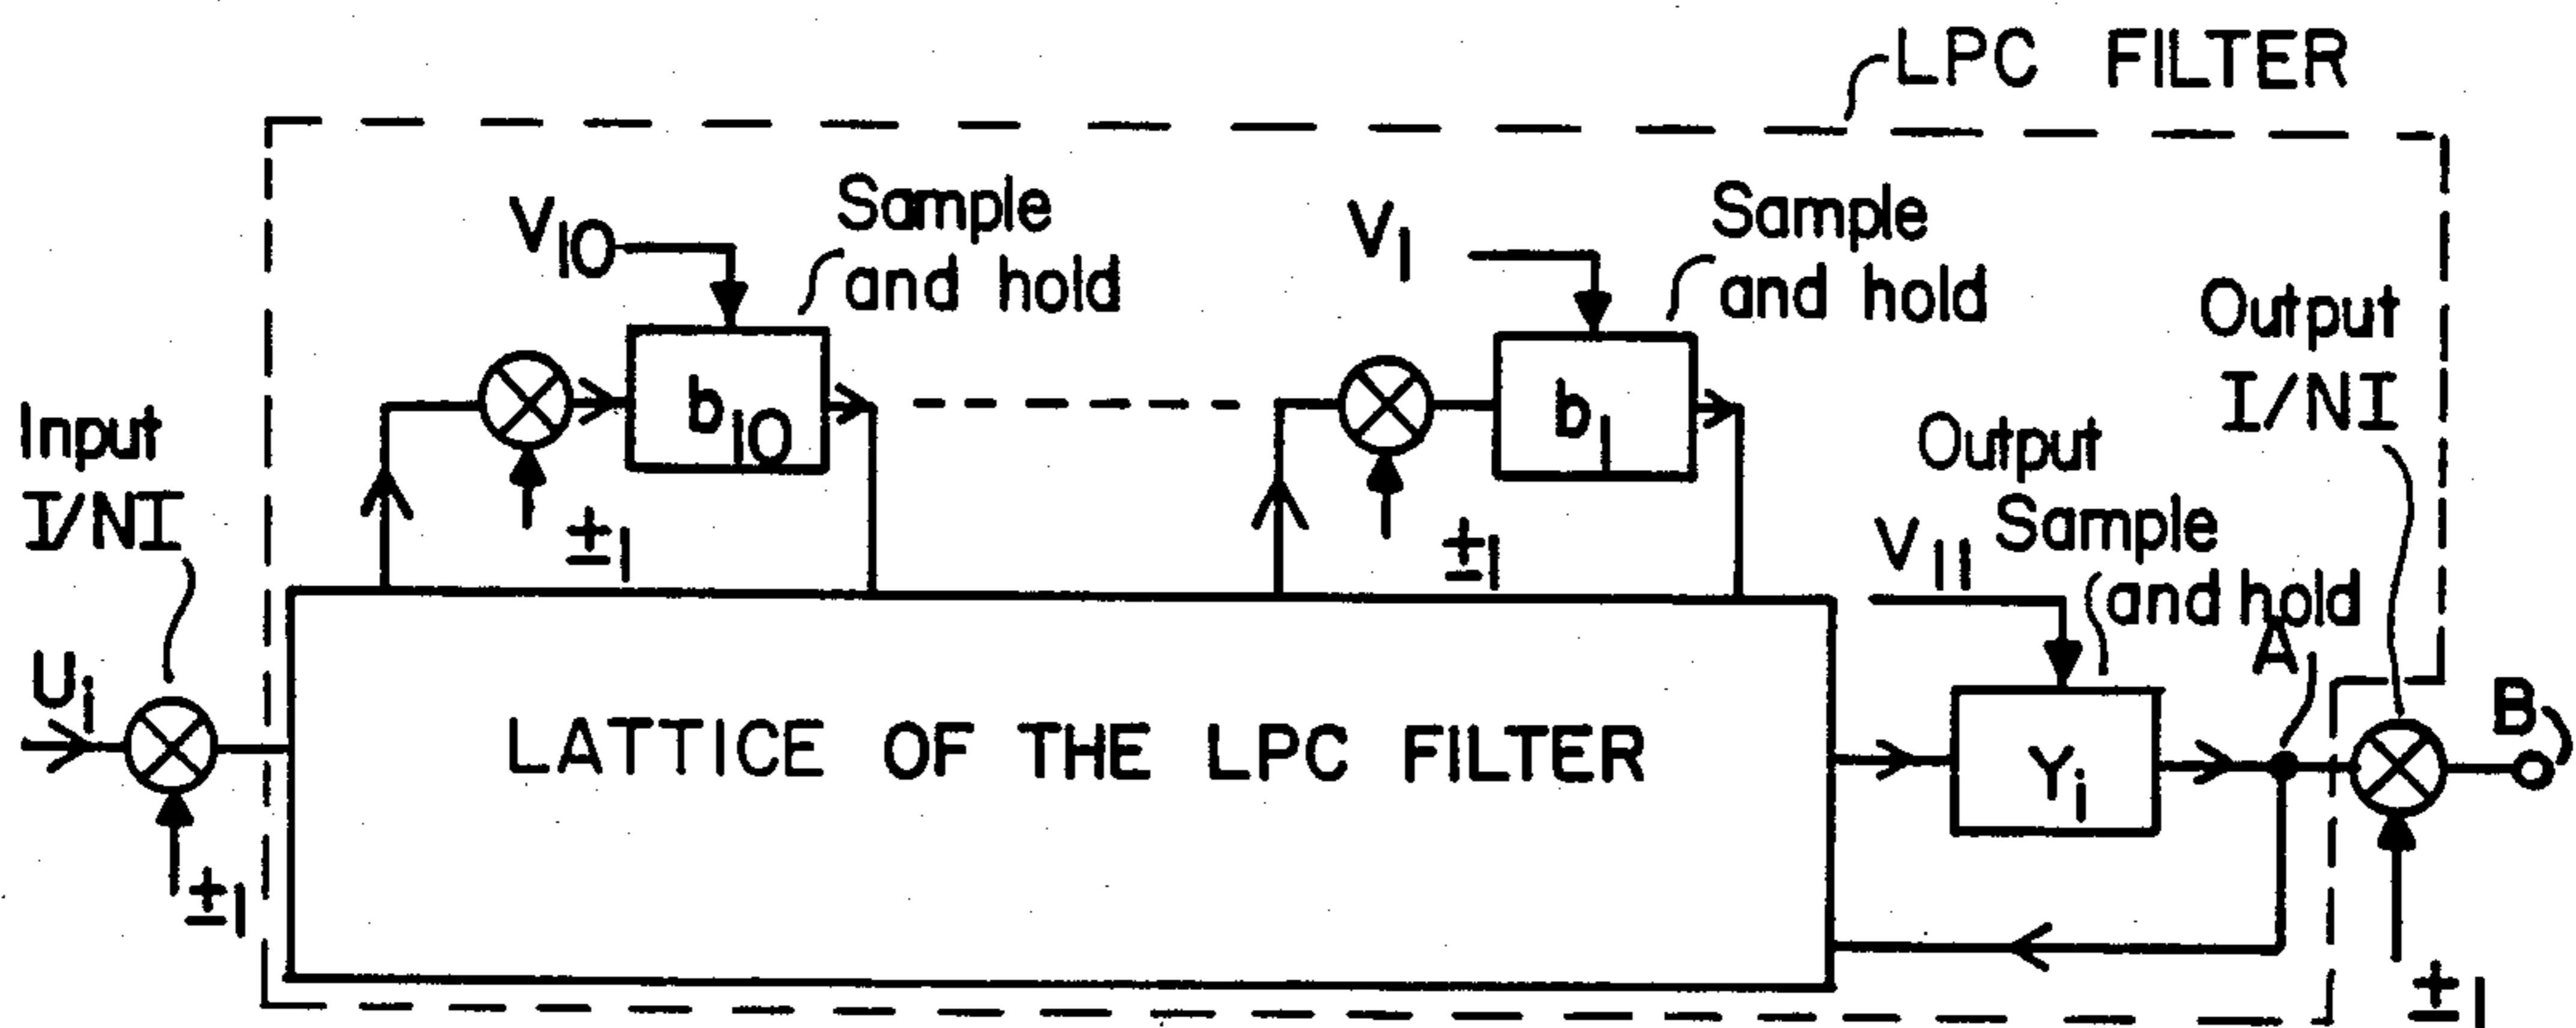 LPC FILTER
V10
Sample
and hold
V1
Sample
and hold
Output
I/NI
Input
I/NI
b10
b1
Output
Sample
and hold
V11
±1
±1
A
Ui
B
LATTICE OF THE LPC FILTER
Yi
±1
±1